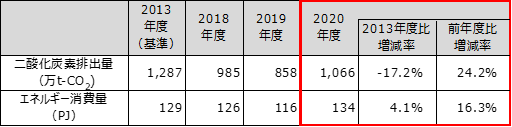 2013
年度
(基準)
2018
年度
2019
年度
2020
年度
2013年度比
増減率
前年度比
増減率
二酸化炭素排出量
(万t-CO2)
1,287
985
858
1,066
-17.2%
24.2%
エネルギー消費量
(PJ)
129
126
116
134
4.1%
16.3%